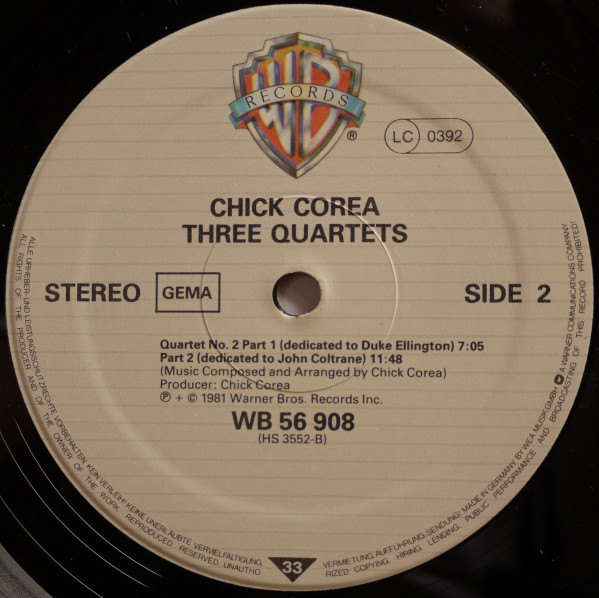 WB
RECORDS
®
LC 0392
CHICK COREA
THREE QUARTETS
STEREO GEMA SIDE 2
Quartet No. 2 Part 1 (dedicated to Duke Ellington) 7:05
Part 2 (dedicated to John Coltrane) 11:48
(Music Composed and Arranged by Chick Corea)
Producer: Chick Corea
℗ + © 1981 Warner Bros. Records Inc.
WB 56 908
(HS 3552-B)
33
ALLE URHEBER- UND LEISTUNGSSCHUTZRECHTE VORBEHALTEN. KEIN VERLEIH! KEINE UNERLAUBTE VERVIELFÄLTIGUNG, VERMIETUNG, AUFFÜHRUNG, SENDUNG! MADE IN GERMANY, BY WEA MUSIK GMBH A WARNER COMMUNICATIONS COMPANY
ALL RIGHTS OF THE PRODUCER AND OF THE OWNER OF THE WORK REPRODUCED RESERVED. UNAUTHORIZED COPYING, HIRING, LENDING, PUBLIC PERFORMANCE AND BROADCASTING OF THIS RECORD PROHIBITED!